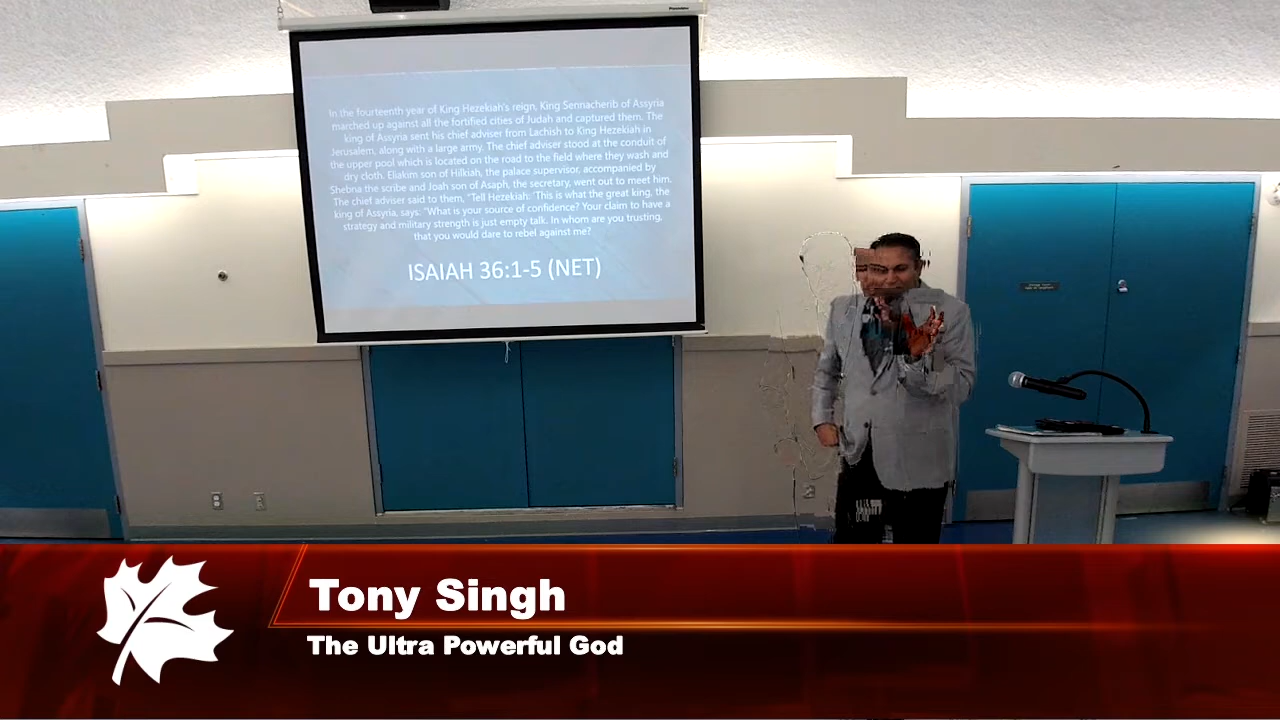 In the fourteenth year of King Hezekiah's reign, King Sennacherib of Assyria
marched up against all the fortified cities of Judah and captured them. The
king of Assyria sent his chief adviser from Lachish to King Hezekiah in
Jerusalem, along with a large army. The chief adviser stood at the conduit of
the upper pool which is located on the road to the field where they wash and
dry cloth. Eliakim son of Hilkiah, the palace supervisor, accompanied by
Shebna the scribe and Joah son of Asaph, the secretary, went out to meet him.
The chief adviser said to them, "Tell Hezekiah: 'This is what the great king, the
king of Assyria, says: "What is your source of confidence? Your claim to have a
strategy and military strength is just empty talk. In whom are you trusting,
that you would dare to rebel against me?
ISAIAH 36:1-5 (NET)
Tony Singh
The Ultra Powerful God